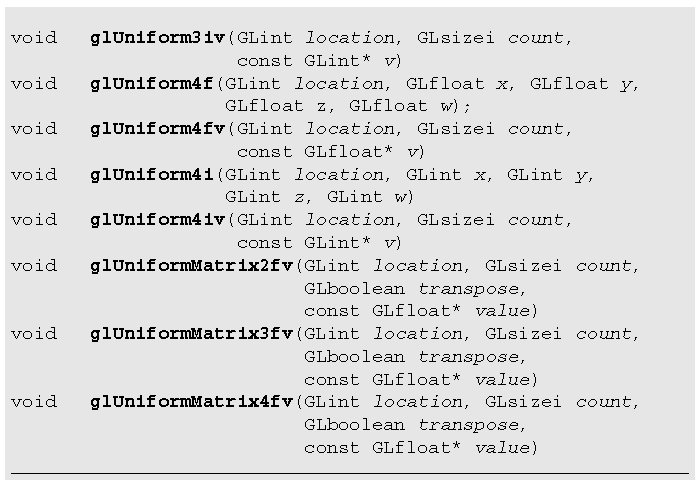 void glUniform3iv(GLint location, GLsizei count,
const GLint* v)
void glUniform4f(GLint location, GLfloat x, GLfloat y,
GLfloat z, GLfloat w);
void glUniform4fv(GLint location, GLsizei count,
const GLfloat* v)
void glUniform4i(GLint location, GLint x, GLint y,
GLint z, GLint w)
void glUniform4iv(GLint location, GLsizei count,
const GLint* v)
void glUniformMatrix2fv(GLint location, GLsizei count,
GLboolean transpose,
const GLfloat* value)
void glUniformMatrix3fv(GLint location, GLsizei count,
GLboolean transpose,
const GLfloat* value)
void glUniformMatrix4fv(GLint location, GLsizei count,
GLboolean transpose,
const GLfloat* value)